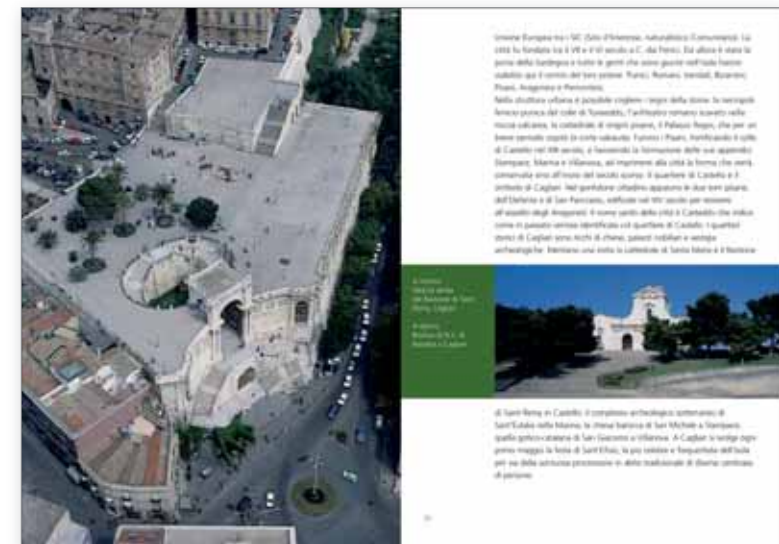 Unione Europea tra i SIC (Sito d'Interesse, naturalistico Comunitario). La
città fu fondata tra il VII e il VI secolo a.C. dai Fenici. Da allora è stata la
porta della Sardegna e tutte le genti che sono giunte nell'isola hanno
stabilito qui il centro del loro potere: Punici, Romani, Vandali, Bizantini,
Pisani, Aragonesi e Piemontesi.
Nella struttura urbana è possibile cogliere i segni della storia: la necropoli
fenicio punica del colle di Tuvixeddu, l'anfiteatro romano scavato nella
roccia calcarea, la cattedrale di origini pisane, il Palazzo Regio, che per un
breve periodo ospitò la corte sabauda. Furono i Pisani, fortificando il colle
di Castello nel XIII secolo, e favorendo la formazione delle sue appendici
Stampace, Marina e Villanova, ad imprimere alla città la forma che verrà
conservata sino all'inizio del secolo scorso. Il quartiere di Castello è il
simbolo di Cagliari. Nel quartiere cittadino appaiono le due torri pisane,
dell'Elefante e di San Pancrazio, edificate nel XIV secolo per resistere
all'assalto degli Aragonesi. Il nome sardo della città è Casteddu che indica
come in passato venisse identificata col quartiere di Castello. I quartieri
storici di Cagliari sono ricchi di chiese, palazzi nobiliari e vestigia
archeologiche. Meritano una visita la cattedrale di Santa Maria e il Bastione
di Saint Remy in Castello, il complesso archeologico sotterraneo di
Sant'Eulalia nella Marina, la chiesa barocca di San Michele a Stampace,
quella gotico-catalana di San Giacomo a Villanova. A Cagliari si svolge ogni
primo maggio la festa di Sant'Efisio, la più celebre e frequentata dell'isola
per via della sontuosa processione in abito tradizionale di diverse centinaia
di persone.